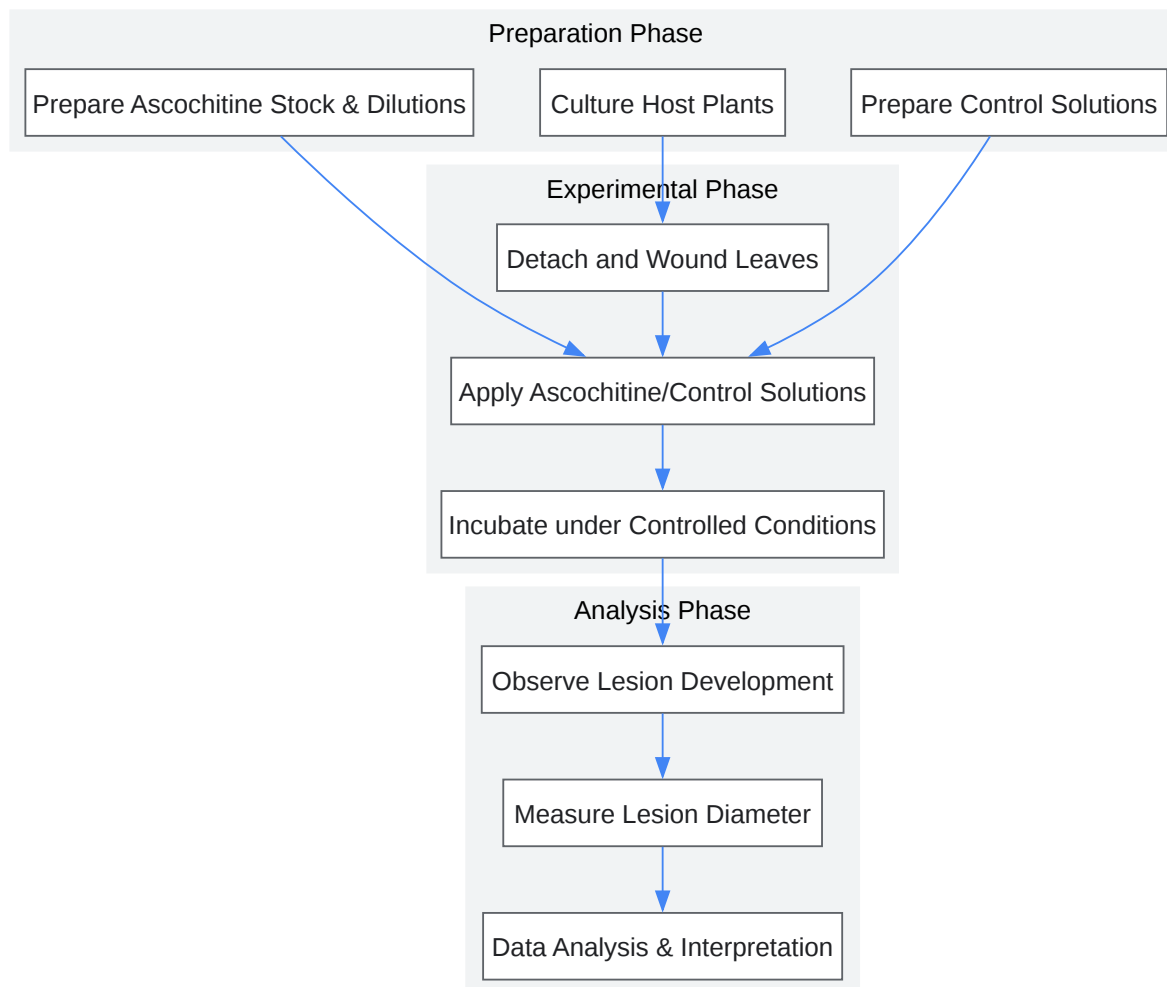 Preparation Phase
Prepare Ascochitine Stock & Dilutions
Culture Host Plants
Prepare Control Solutions
Experimental Phase
Detach and Wound Leaves
Apply Ascochitine/Control Solutions
Incubate under Controlled Conditions
Analysis Phase
Observe Lesion Development
Measure Lesion Diameter
Data Analysis & Interpretation